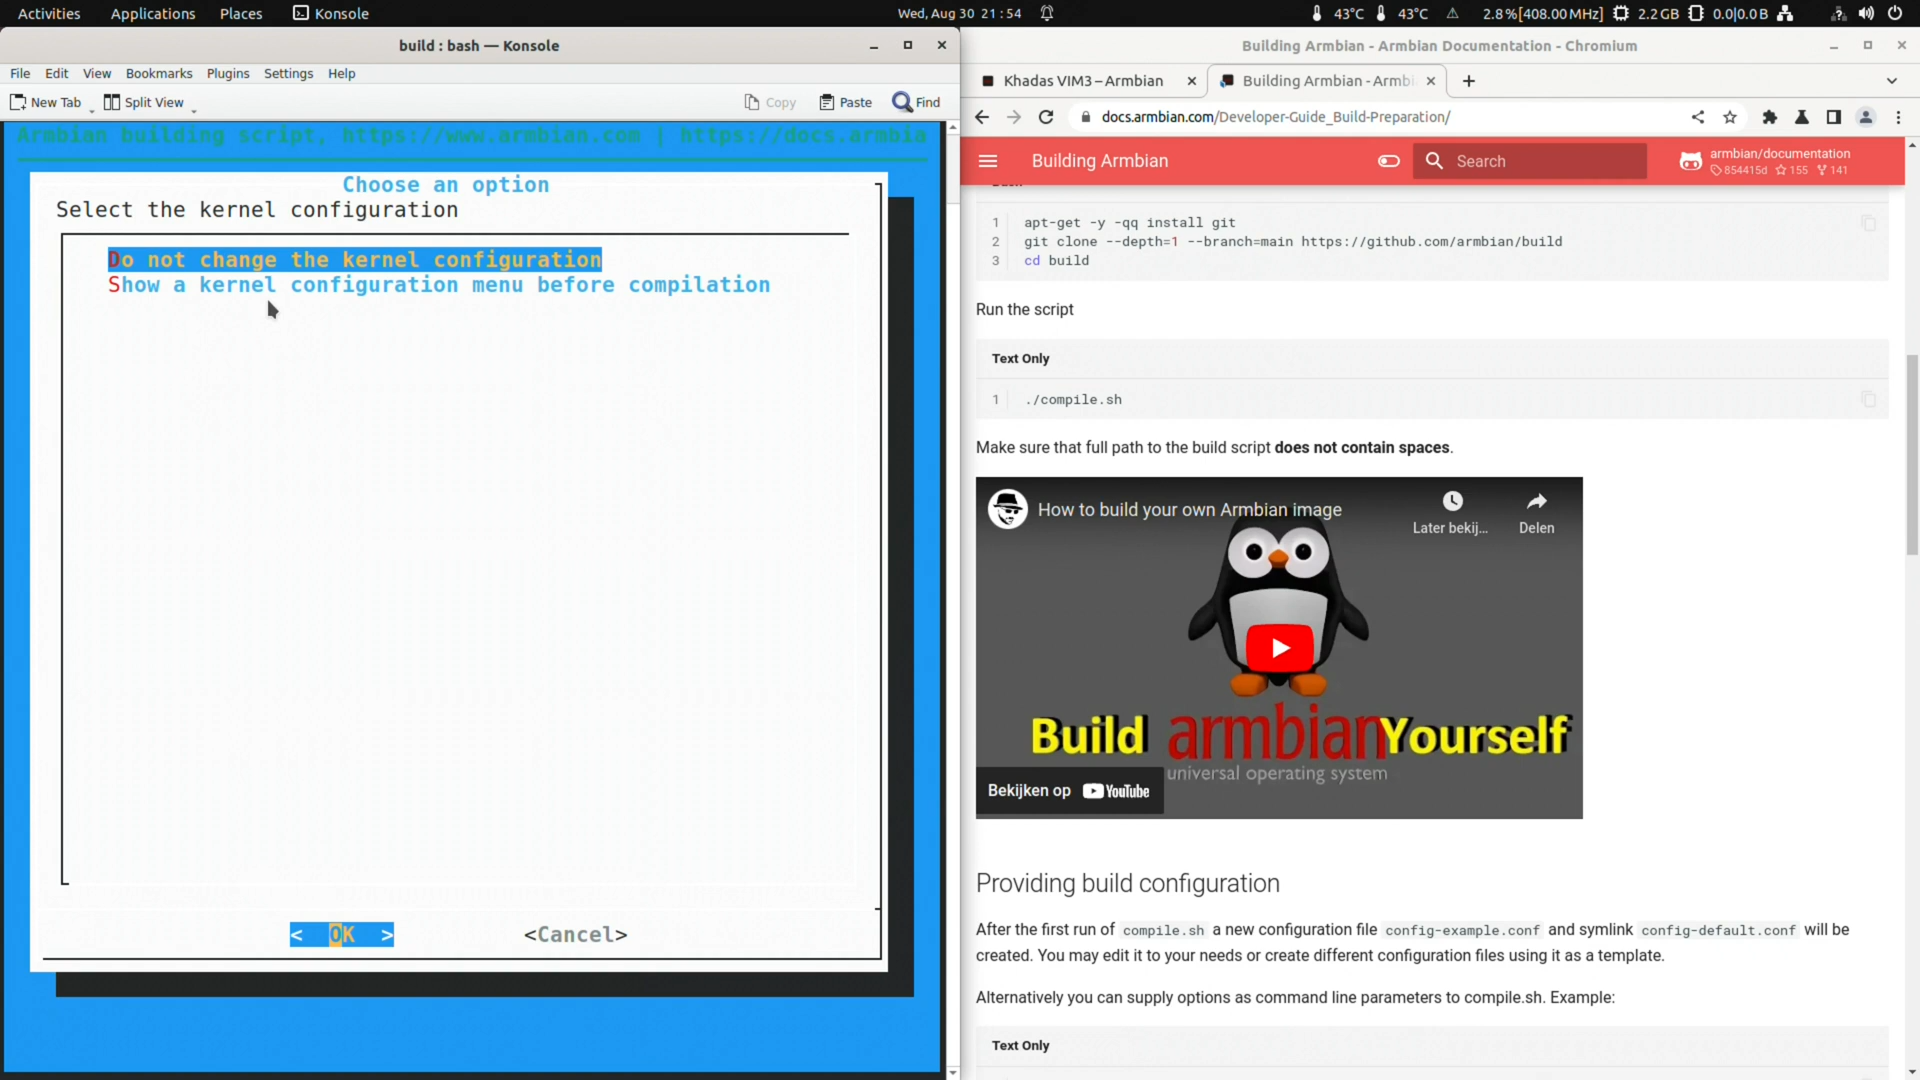 Activities Applications Places Konsole Wed, Aug 30 21:54 43°C 43°C 2.8%[408.00MHz] 2.2GB 0.0|0.0B
build : bash — Konsole
File Edit View Bookmarks Plugins Settings Help
New Tab Split View Copy Paste Find
Armbian building script, https://www.armbian.com | https://docs.armbia
Choose an option
Select the kernel configuration
Do not change the kernel configuration
Show a kernel configuration menu before compilation
< OK > <Cancel>
Building Armbian - Armbian Documentation - Chromium
Khadas VIM3 – Armbian Building Armbian - Armbi
docs.armbian.com/Developer-Guide_Build-Preparation/
Building Armbian Search armbian/documentation
854415d 155 141
1 apt-get -y -qq install git
2 git clone --depth=1 --branch=main https://github.com/armbian/build
3 cd build
Run the script
Text Only
1 ./compile.sh
Make sure that full path to the build script does not contain spaces.
How to build your own Armbian image
Later bekij... Delen
Build armbian Yourself
universal operating system
Bekijken op YouTube
Providing build configuration
After the first run of compile.sh a new configuration file config-example.conf and symlink config-default.conf will be
created. You may edit it to your needs or create different configuration files using it as a template.
Alternatively you can supply options as command line parameters to compile.sh. Example:
Text Only